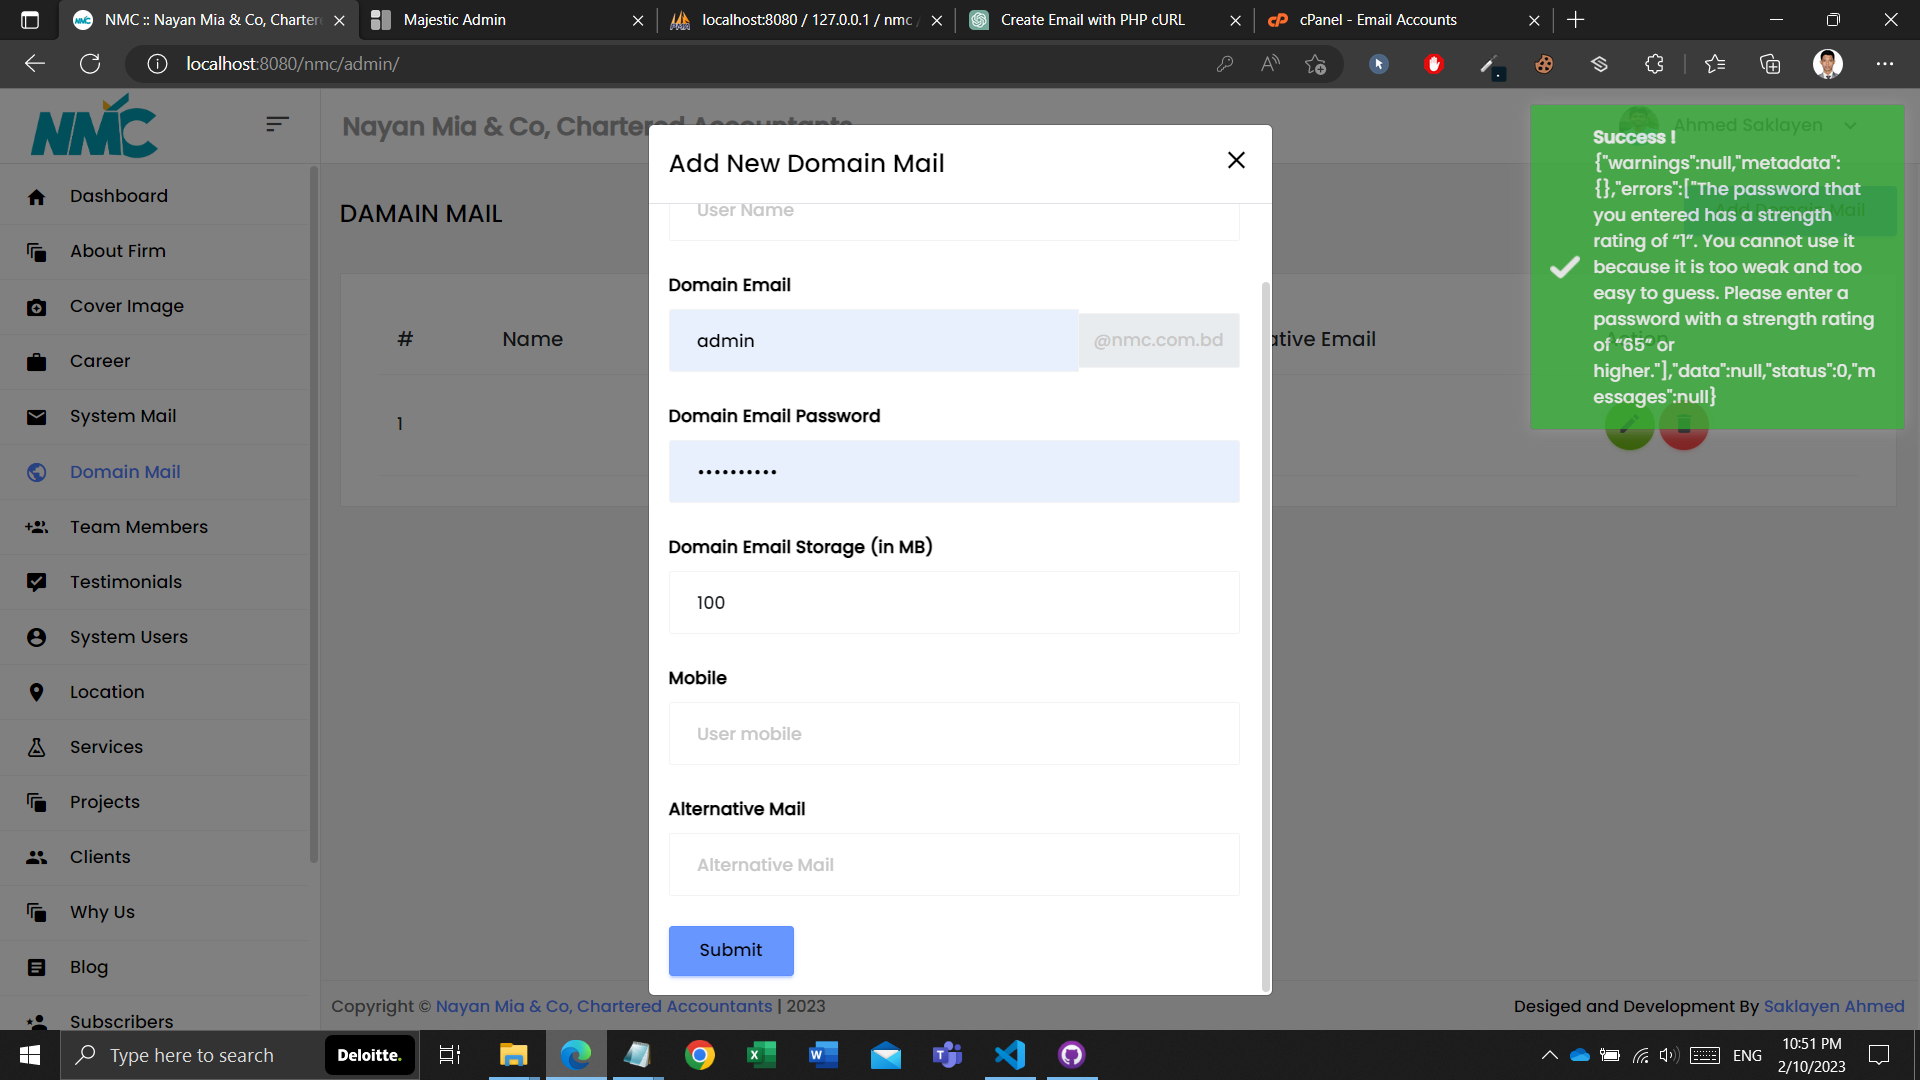 NMC :: Nayan Mia & Co, Charter
Majestic Admin
localhost:8080 / 127.0.0.1 / nmc /
Create Email with PHP cURL
cPanel - Email Accounts
localhost:8080/nmc/admin/
NMC
Nayan Mia & Co, Chartered Accountants
Ahmed Saklayen
Dashboard
About Firm
Cover Image
Career
System Mail
Domain Mail
Team Members
Testimonials
System Users
Location
Services
Projects
Clients
Why Us
Blog
Subscribers
DAMAIN MAIL
Add Domain Mail
# Name ative Email Action
1
Add New Domain Mail
User Name
Domain Email
admin @nmc.com.bd
Domain Email Password
••••••••••
Domain Email Storage (in MB)
100
Mobile
User mobile
Alternative Mail
Alternative Mail
Submit
Success !
{"warnings":null,"metadata":
{},"errors":["The password that
you entered has a strength
rating of “1”. You cannot use it
because it is too weak and too
easy to guess. Please enter a
password with a strength rating
of “65” or
higher."],"data":null,"status":0,"m
essages":null}
Copyright © Nayan Mia & Co, Chartered Accountants | 2023
Desiged and Development By Saklayen Ahmed
Type here to search
Deloitte.
ENG
10:51 PM
2/10/2023